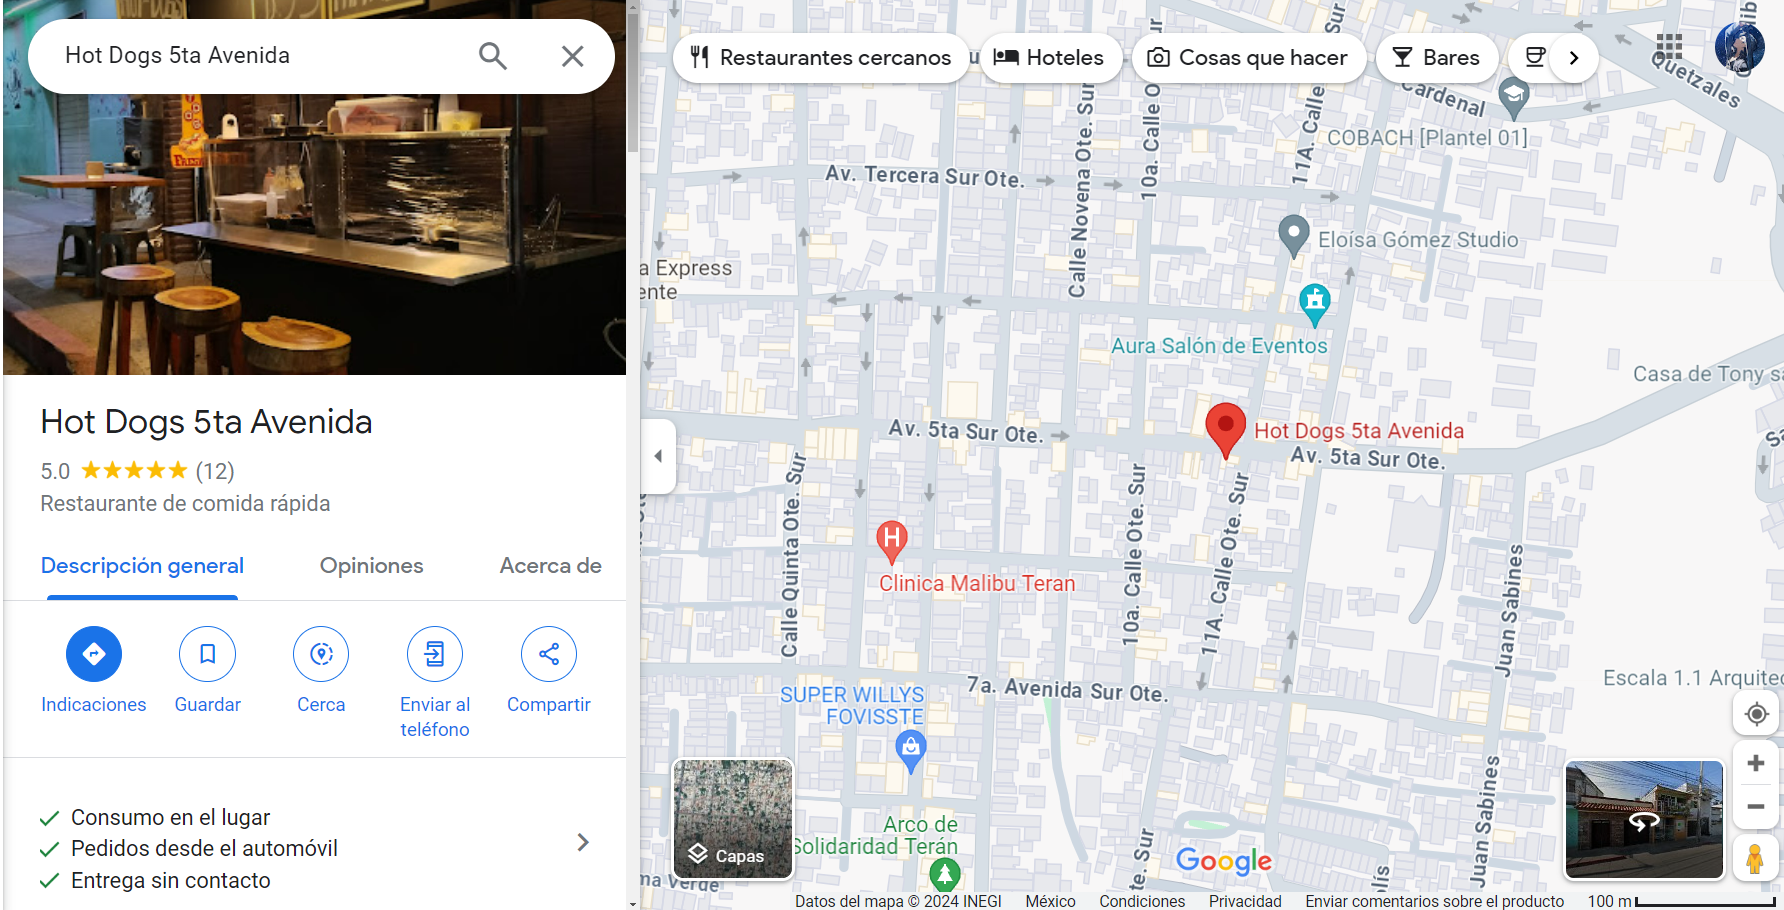 Hot Dogs 5ta Avenida
Hot Dogs 5ta Avenida
5.0
(12)
Restaurante de comida rápida
Descripción general
Opiniones
Acerca de
Indicaciones
Guardar
Cerca
Enviar al
teléfono
Compartir
Consumo en el lugar
Pedidos desde el automóvil
Entrega sin contacto
Restaurantes cercanos
Hoteles
Cosas que hacer
Bares
Quetzales
Cardenal
COBACH [Plantel 01]
11A. Calle
10a. Calle O
Calle Novena Ote. Sur
Av. Tercera Sur Ote.
Eloísa Gómez Studio
a Express
ente
Aura Salón de Eventos
Casa de Tony sa
Hot Dogs 5ta Avenida
Av. 5ta Sur Ote.
Av. 5ta Sur Ote.
Calle Quinta Ote. Sur
10a. Calle Ote. Sur
11A. Calle Ote. Sur
H
Clinica Malibu Teran
Juan Sabines
Escala 1.1 Arquitec
7a. Avenida Sur Ote.
SUPER WILLYS
FOVISSTE
Juan Sabines
Arco de
Solidaridad Terán
ma Verde
te. Sur
olís
Capas
Google
Datos del mapa © 2024 INEGI
México
Condiciones
Privacidad
Enviar comentarios sobre el producto
100 m